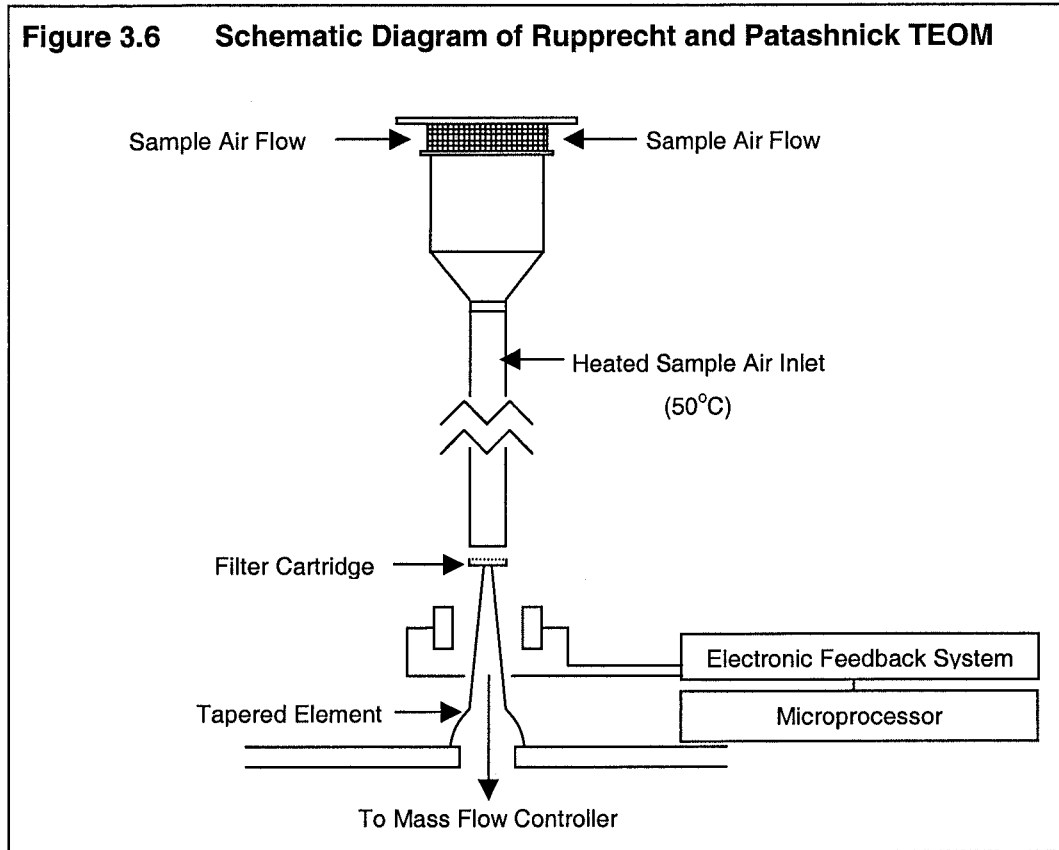 Figure 3.6 Schematic Diagram of Rupprecht and Patashnick TEOM
Sample Air Flow
Sample Air Flow
Heated Sample Air Inlet
(50°C)
Filter Cartridge
Electronic Feedback System
Tapered Element
Microprocessor
To Mass Flow Controller